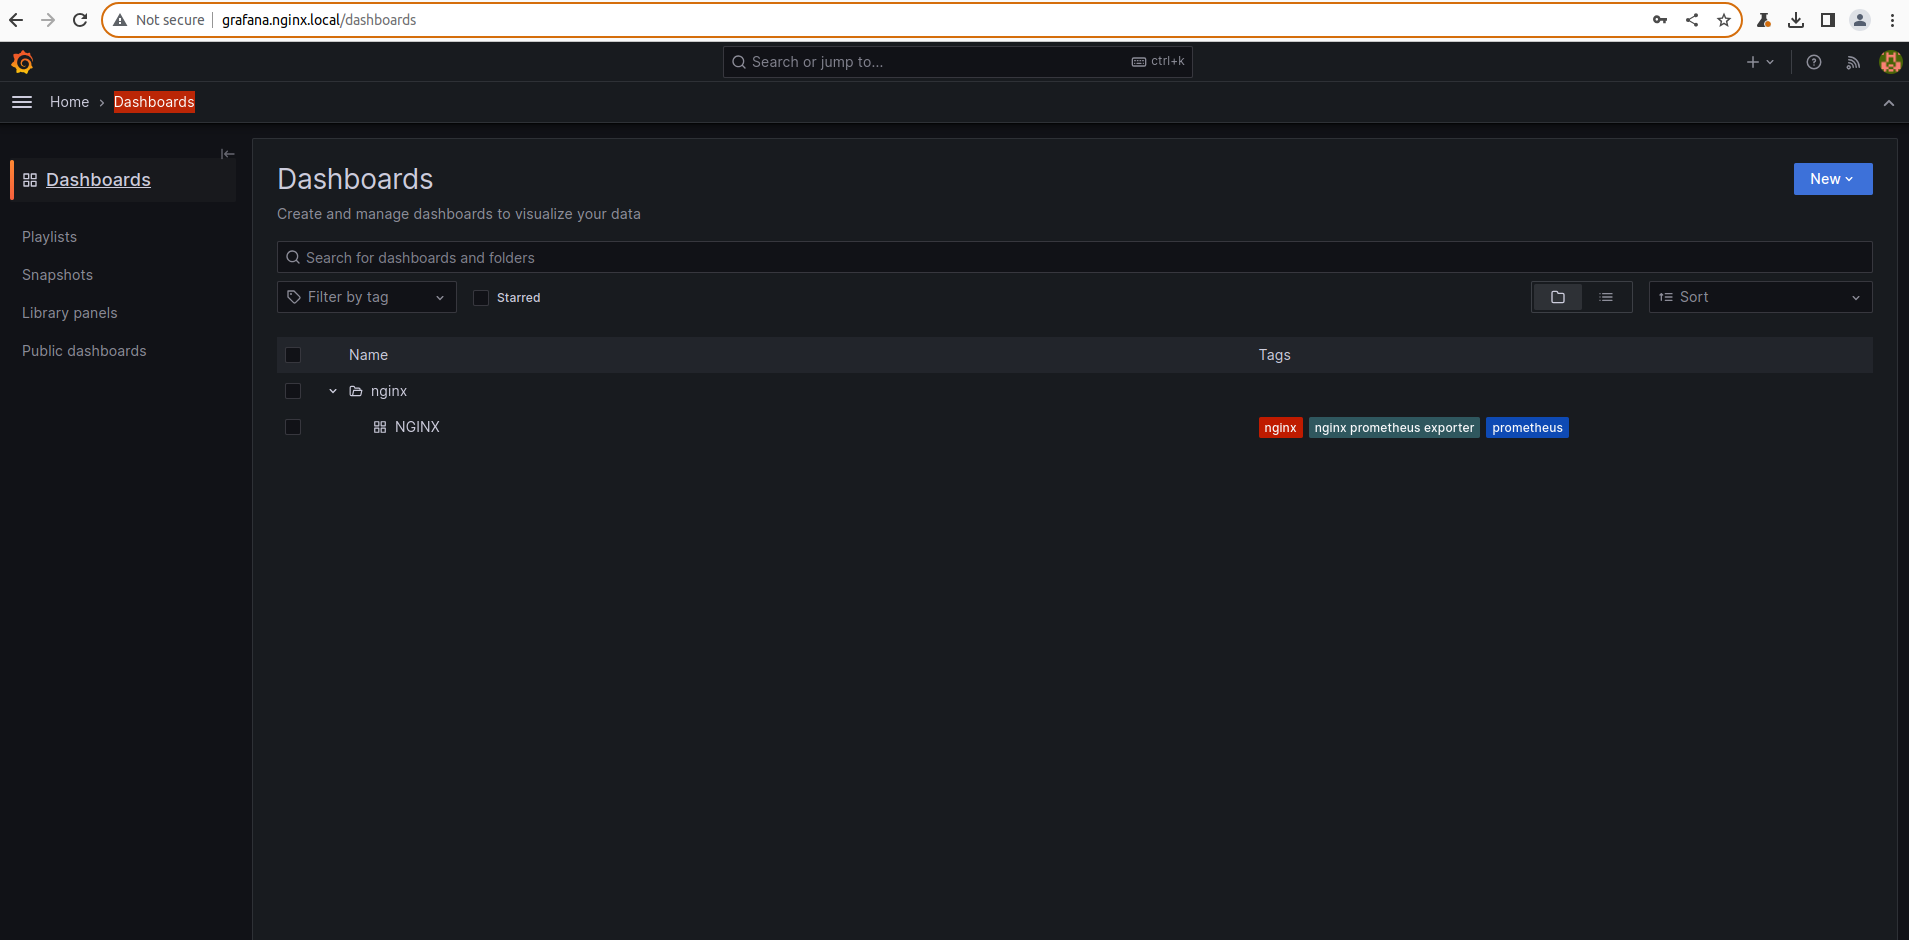 Not secure grafana.nginx.local/dashboards
Search or jump to... ctrl+k
Home › Dashboards
Dashboards
Playlists
Snapshots
Library panels
Public dashboards
Dashboards
New
Create and manage dashboards to visualize your data
Search for dashboards and folders
Filter by tag Starred Sort
Name Tags
nginx
NGINX nginx nginx prometheus exporter prometheus